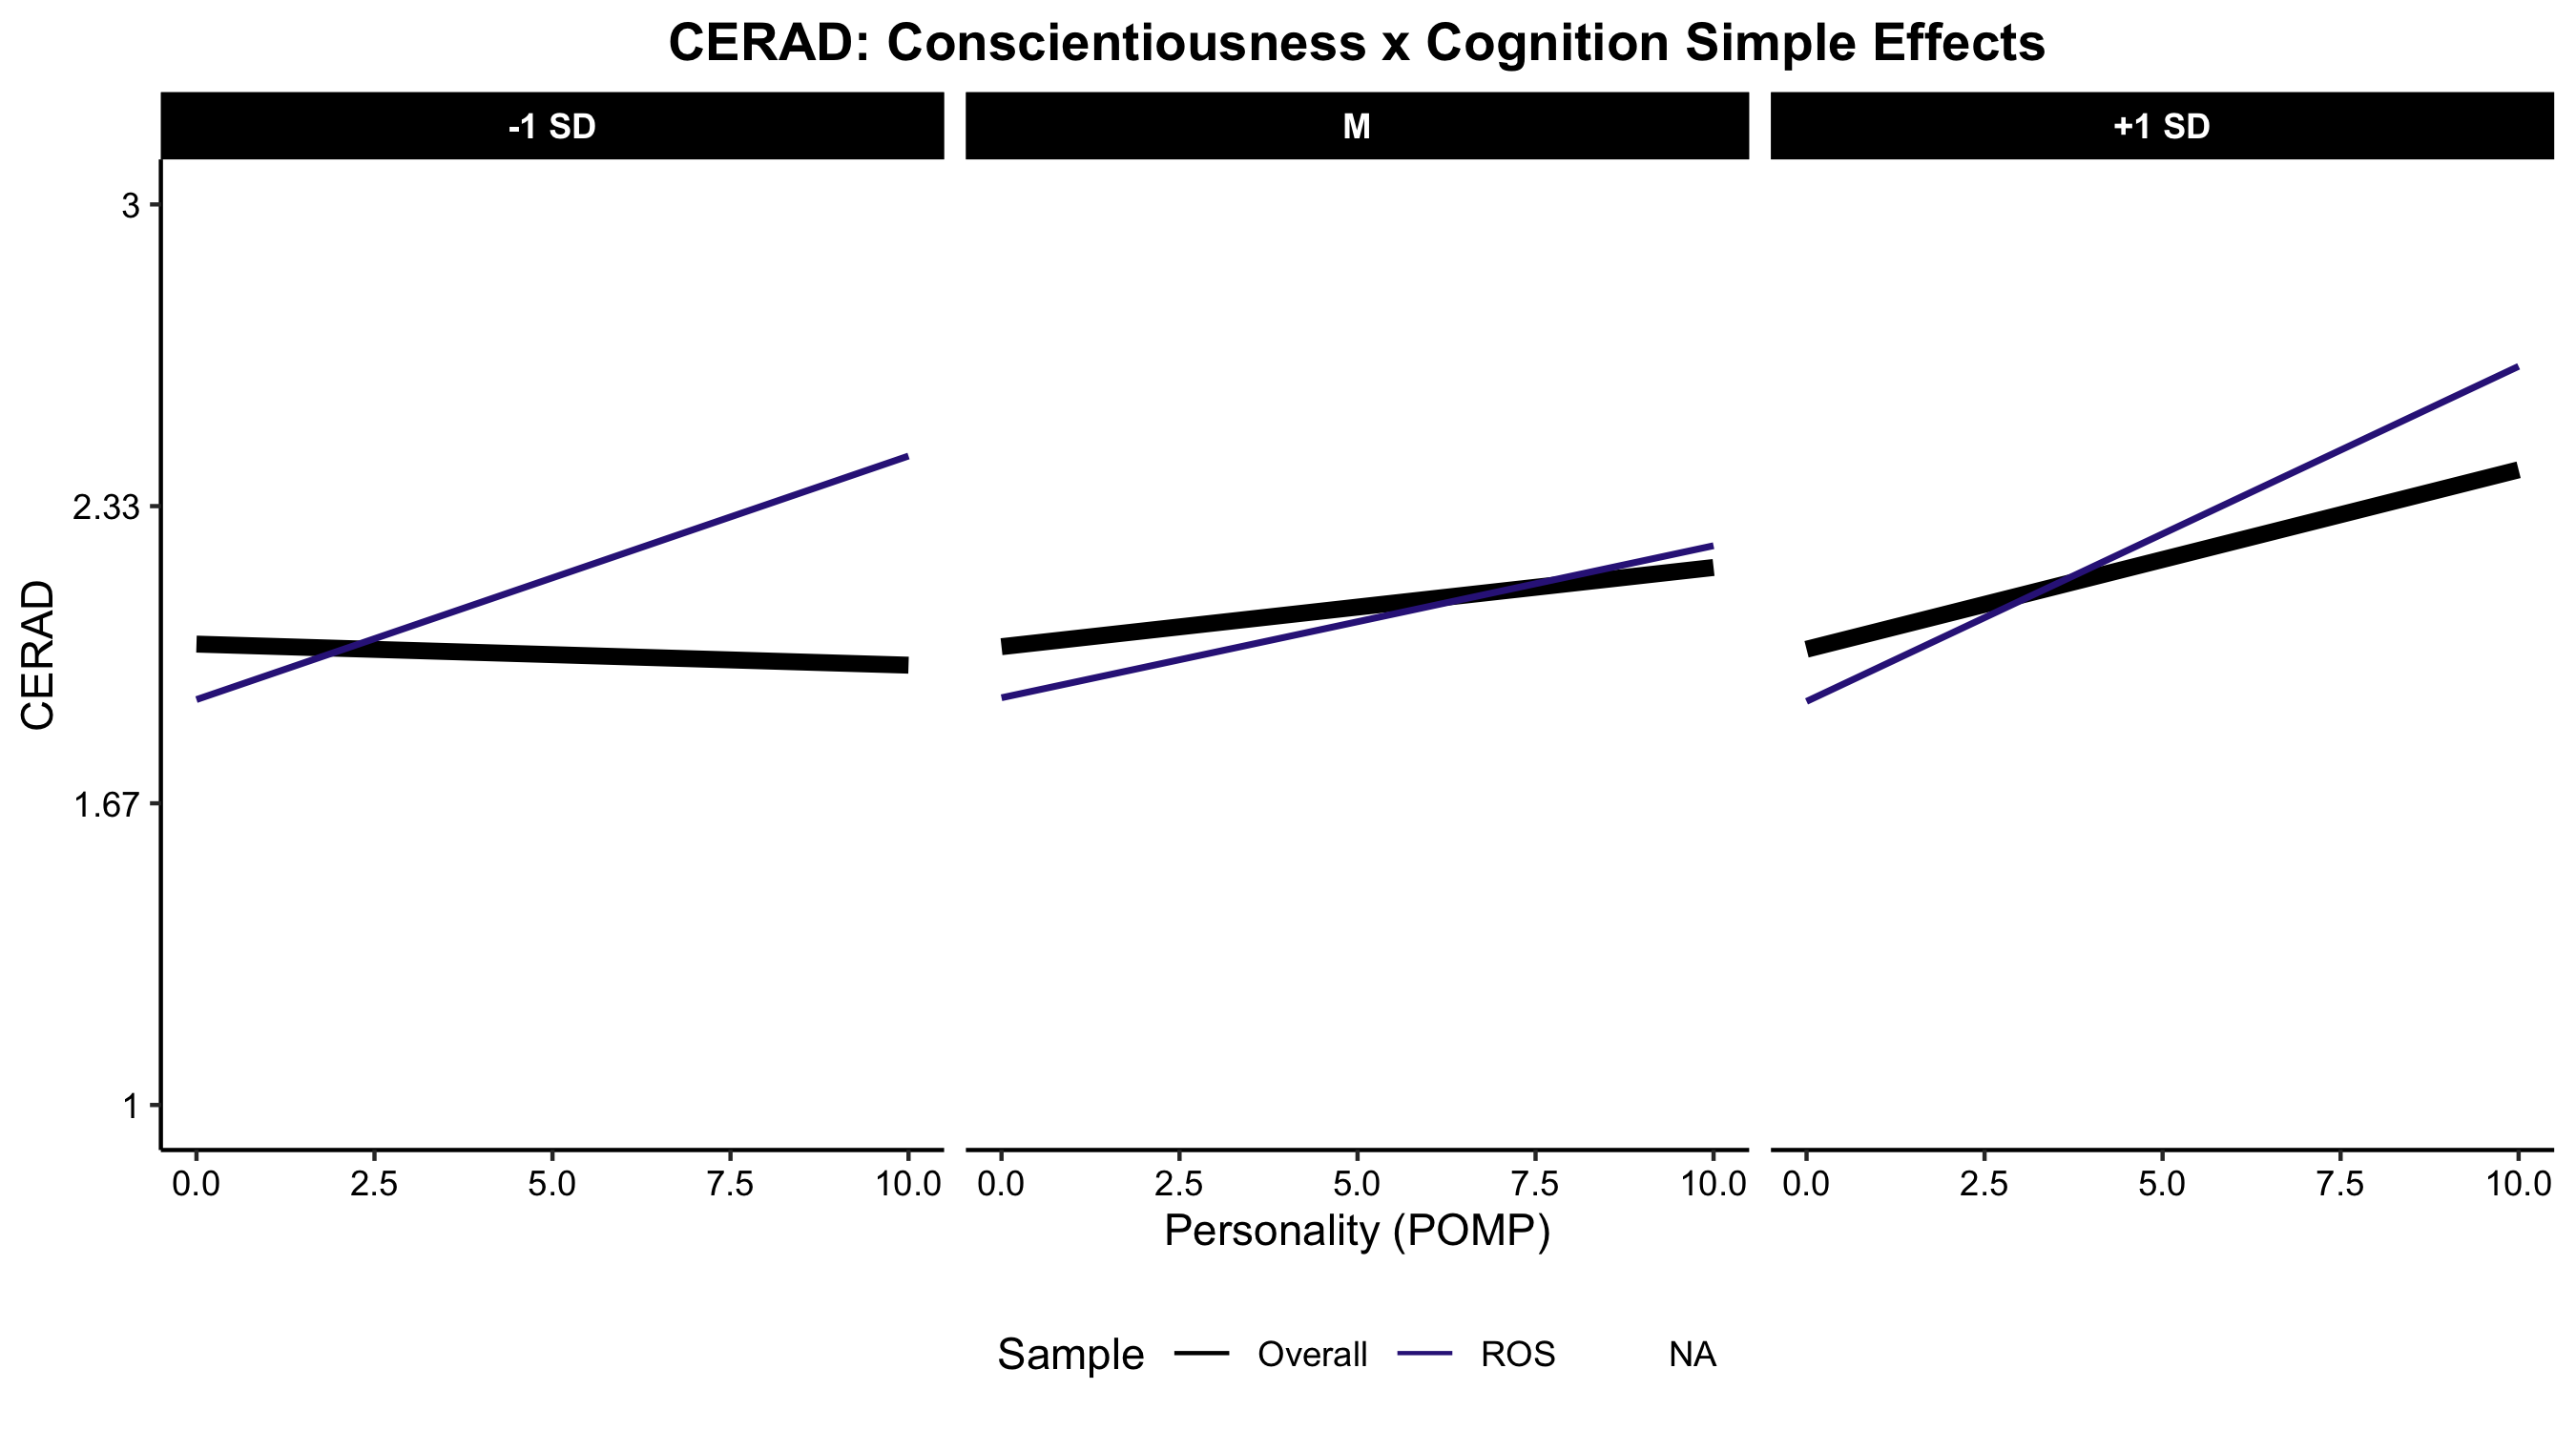 CERAD: Conscientiousness x Cognition Simple Effects
-1 SD M +1 SD
3
2.33
1.67
1
CERAD
0.0 2.5 5.0 7.5 10.0 0.0 2.5 5.0 7.5 10.0 0.0 2.5 5.0 7.5 10.0
Personality (POMP)
Sample Overall ROS NA